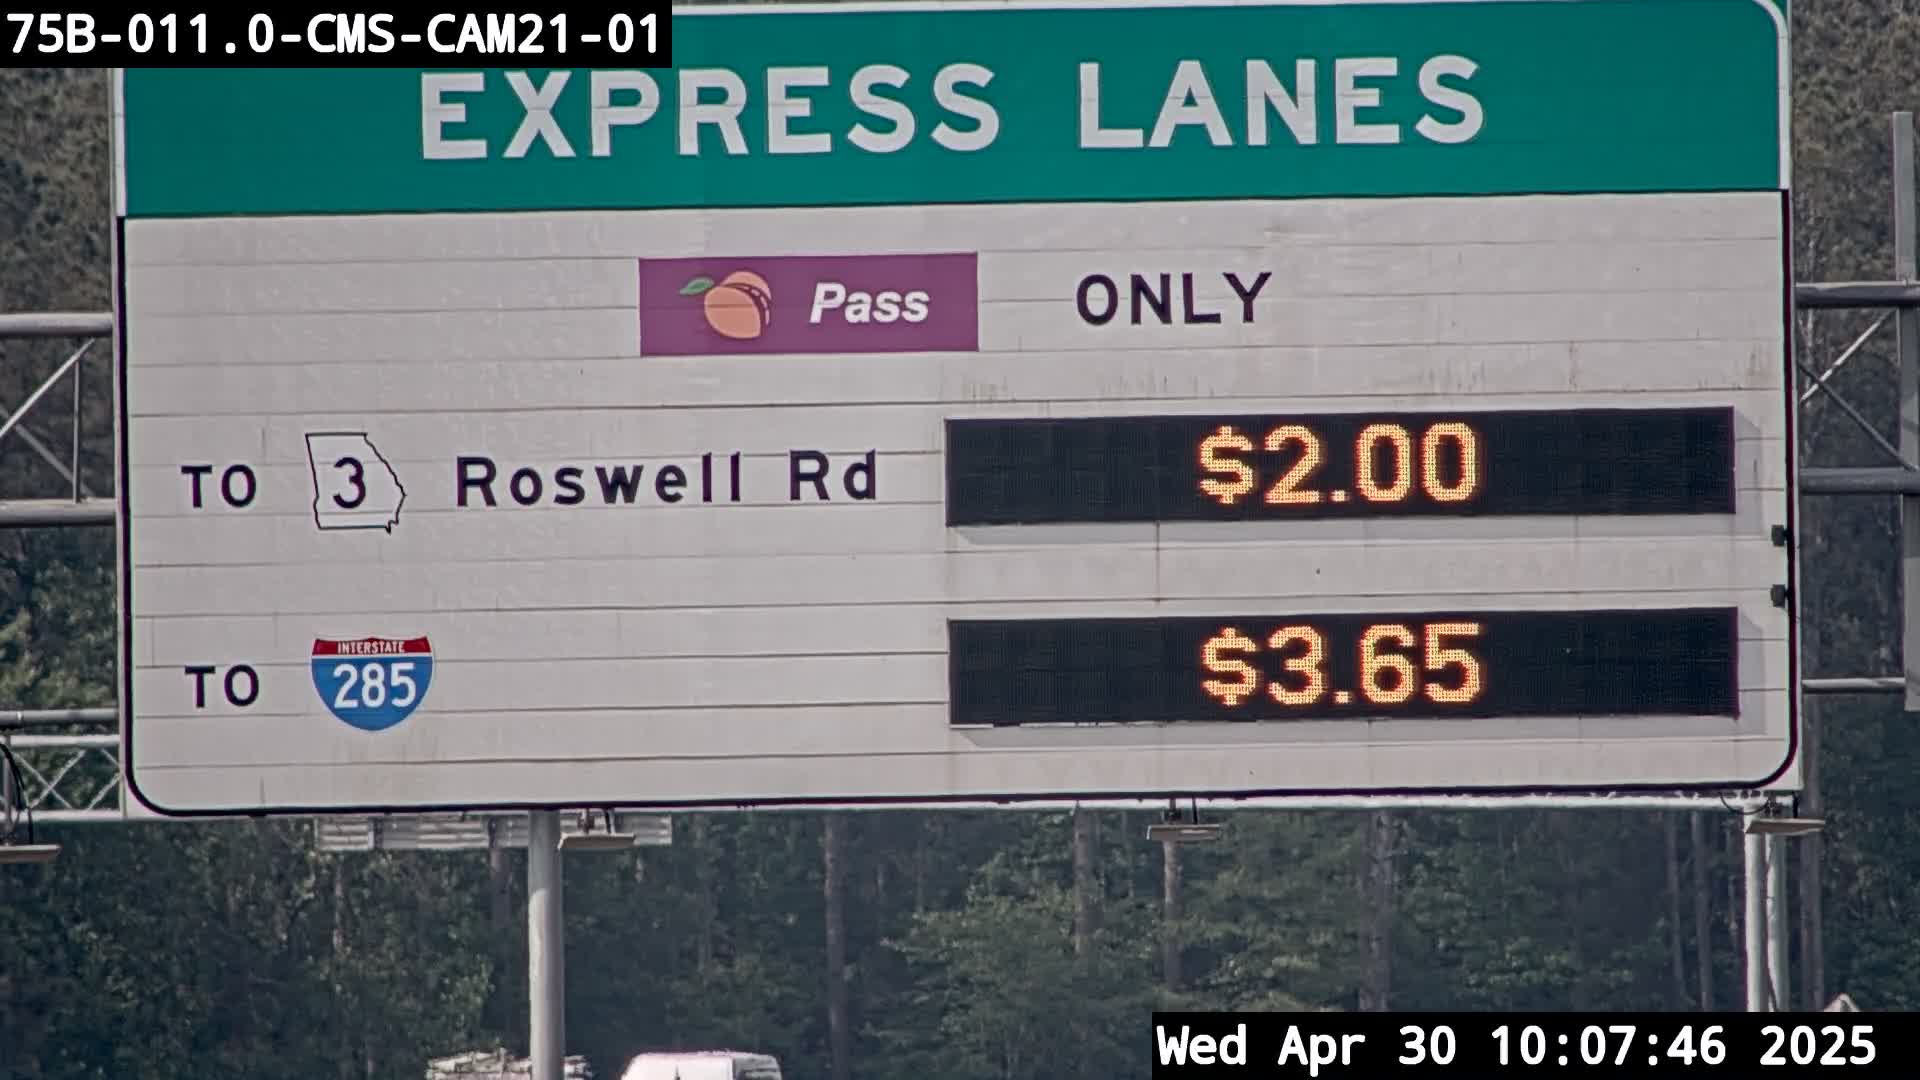 75B-011.0-CMS-CAM21-01
EXPRESS LANES
Pass ONLY
TO 3 Roswell Rd $2.00
INTERSTATE
TO 285 $3.65
Wed Apr 30 10:07:46 2025